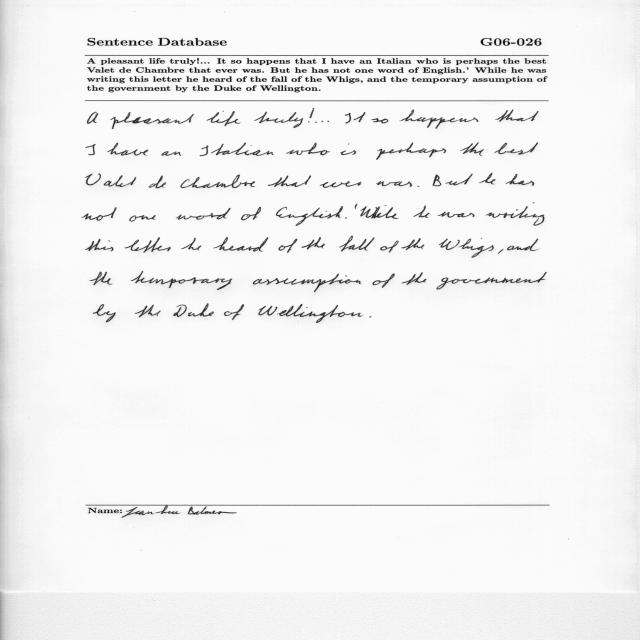 Sentence Database G06-026
A pleasant life truly!... It so happens that I have an Italian who is perhaps the best
Valet de Chambre that ever was. But he has not one word of English.' While he was
writing this letter he heard of the fall of the Whigs, and the temporary assumption of
the government by the Duke of Wellington.
A pleasant life truly!... It so happens that
I have an Italian who is perhaps the best
Valet de Chambre that ever was. But he has
not one word of English.' While he was writing
this letter he heard of the fall of the Whigs, and
the temporary assumption of the government
by the Duke of Wellington.
Name: